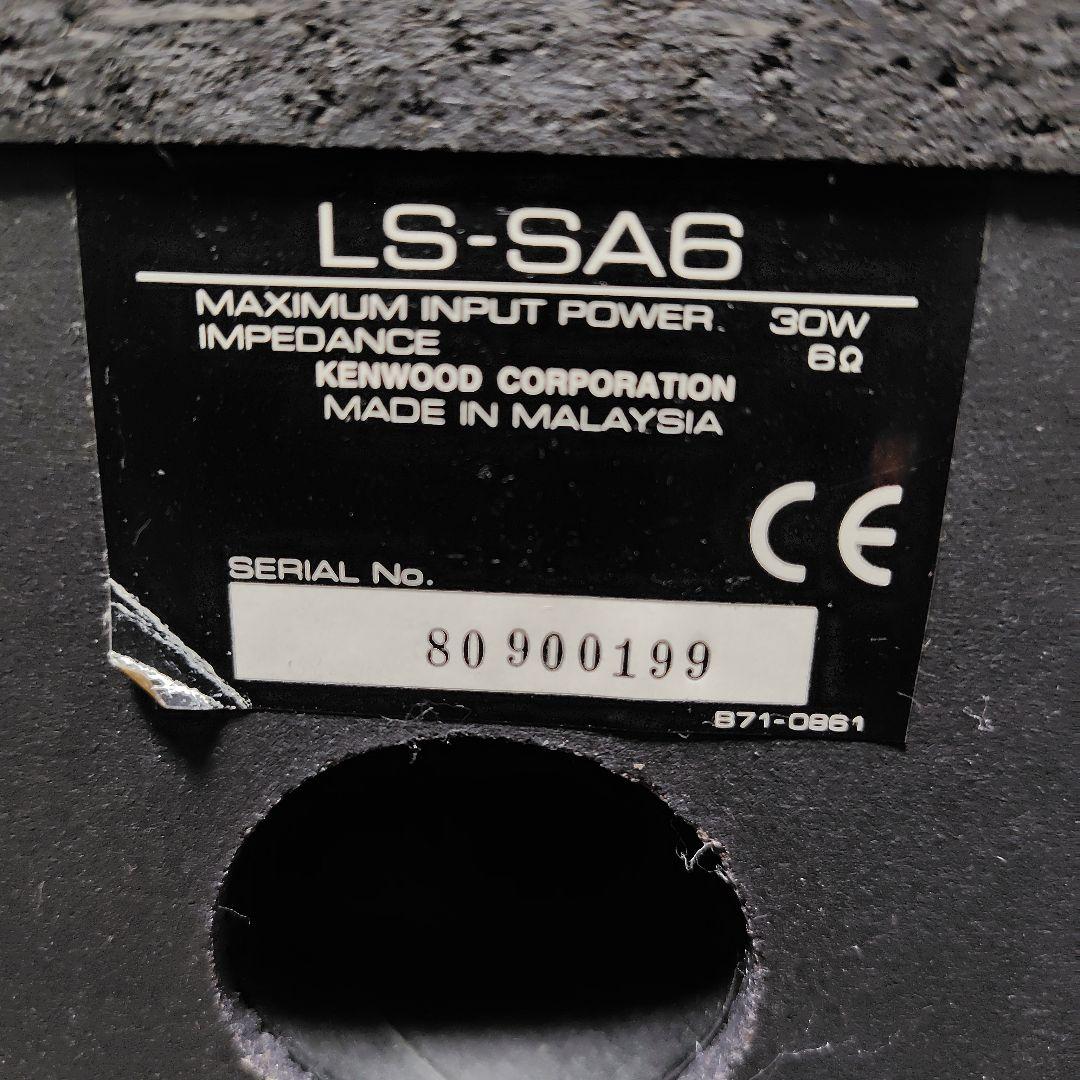 LS-SA6
MAXIMUM INPUT POWER 30W
IMPEDANCE 6Ω
KENWOOD CORPORATION
MADE IN MALAYSIA
CE
SERIAL No.
80900199
B71-0861